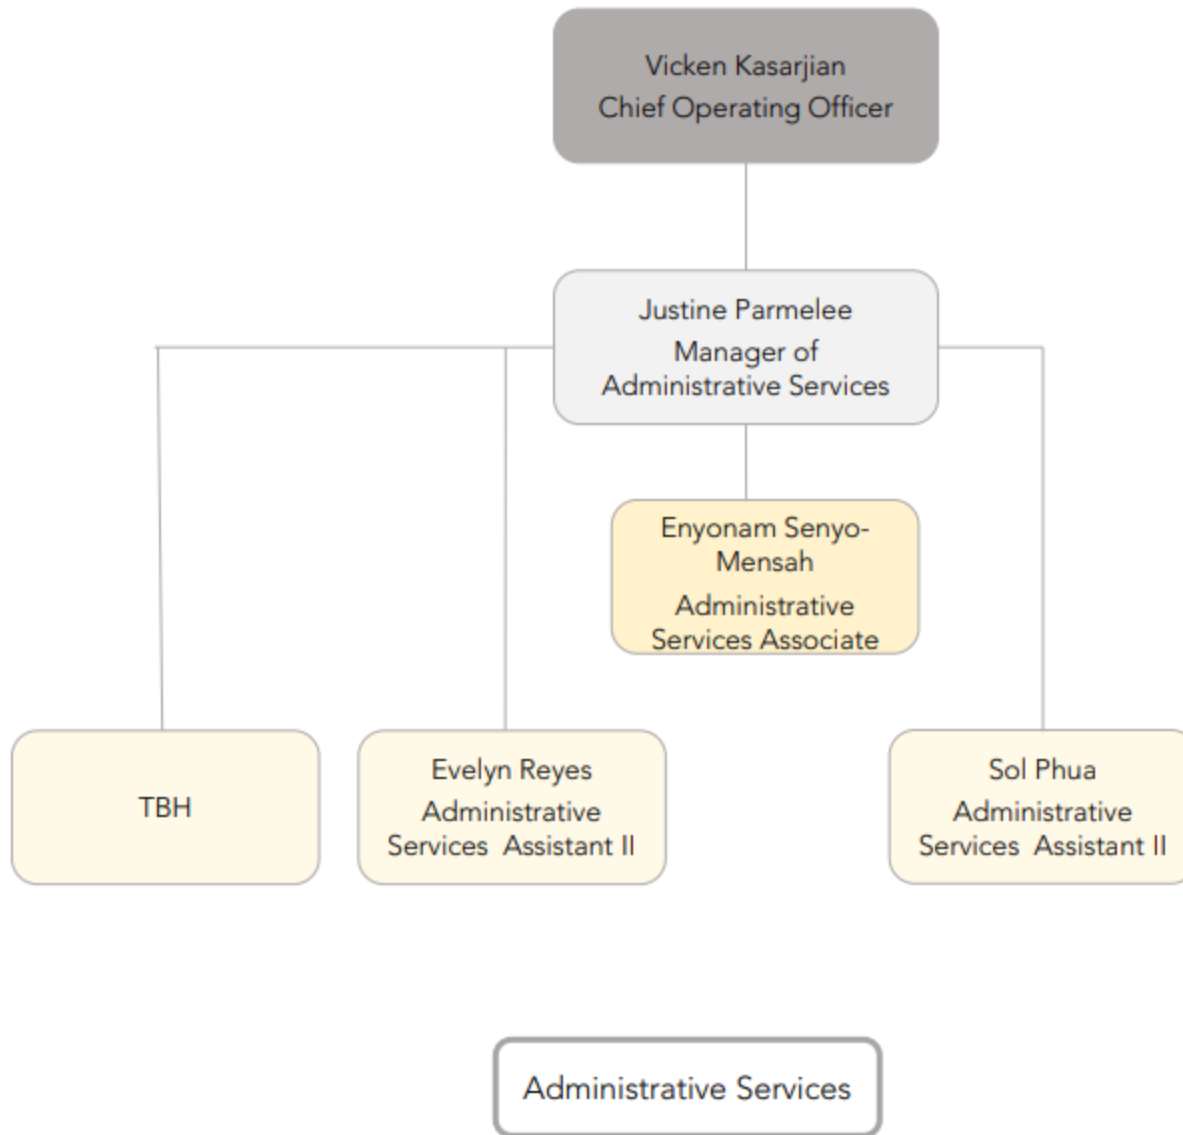 Vicken Kasarjian
Chief Operating Officer
Justine Parmelee
Manager of
Administrative Services
Enyonam Senyo-
Mensah
Administrative
Services Associate
TBH
Evelyn Reyes
Administrative
Services  Assistant II
Sol Phua
Administrative
Services  Assistant II
Administrative Services